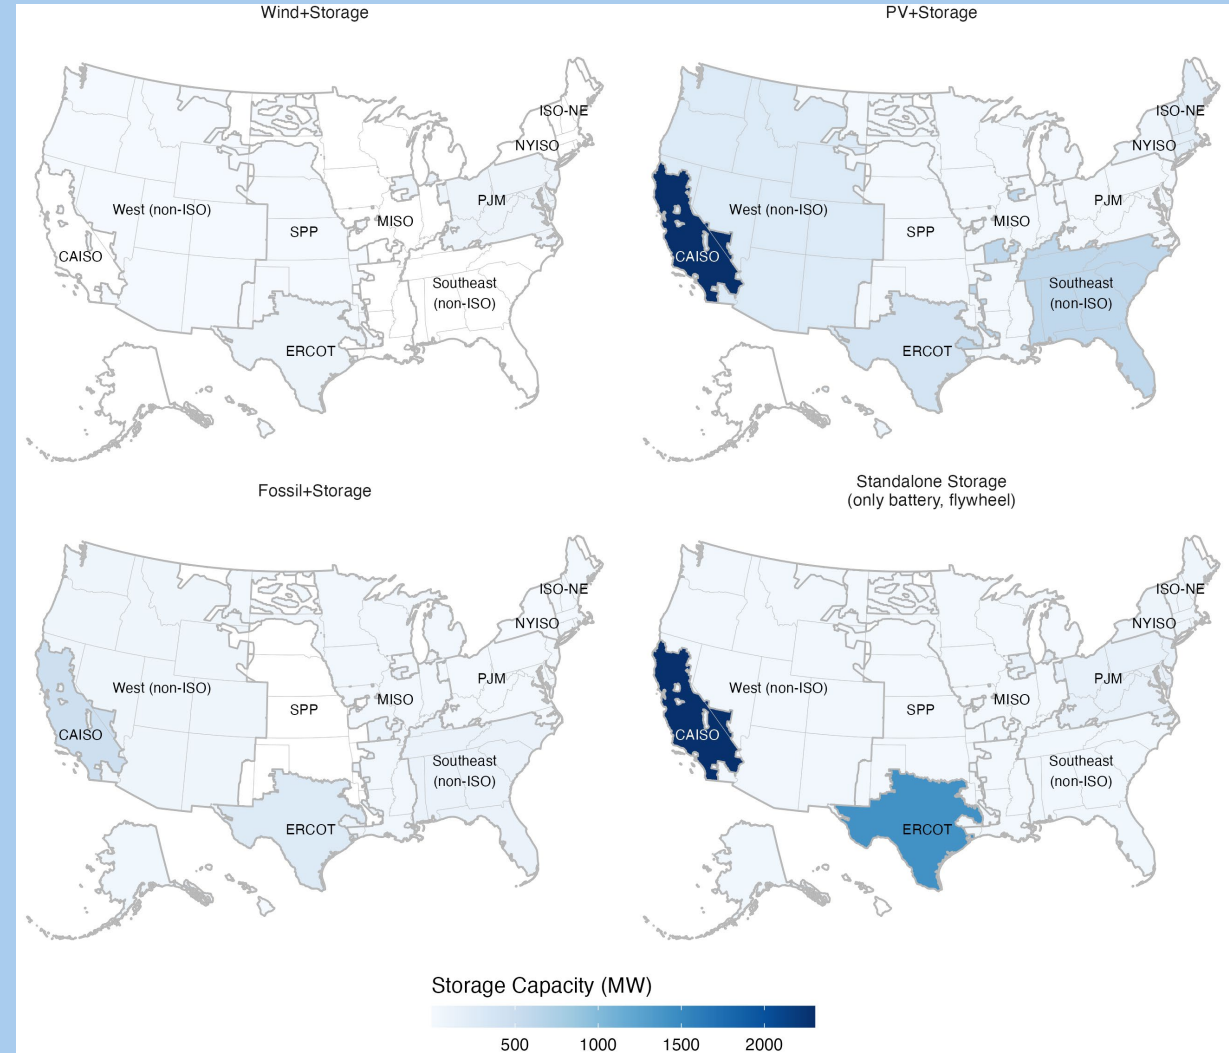 Wind+Storage
ISO-NE
NYISO
PJM
West (non-ISO)
MISO
SPP
CAISO
Southeast
(non-ISO)
ERCOT
PV+Storage
ISO-NE
NYISO
PJM
West (non-ISO)
MISO
SPP
CAISO
Southeast
(non-ISO)
ERCOT
Fossil+Storage
ISO-NE
NYISO
PJM
West (non-ISO)
MISO
SPP
CAISO
Southeast
(non-ISO)
ERCOT
Standalone Storage
(only battery, flywheel)
ISO-NE
NYISO
PJM
West (non-ISO)
MISO
SPP
CAISO
Southeast
(non-ISO)
ERCOT
Storage Capacity (MW)
500 1000 1500 2000